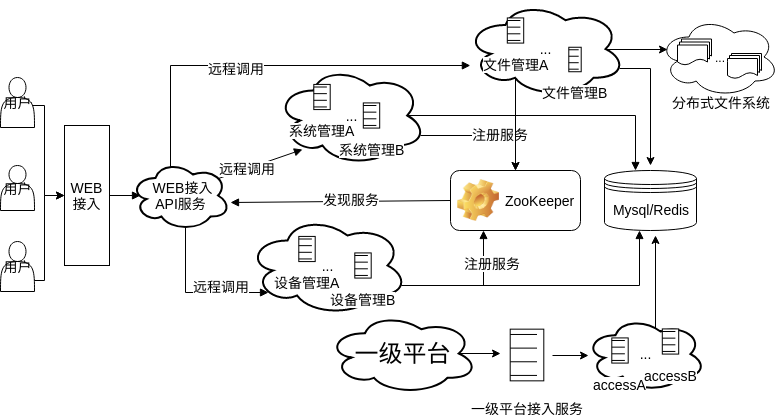 用户
用户
用户
WEB
接入
WEB接入
API服务
远程调用
远程调用
远程调用
...
文件管理A
文件管理B
...
分布式文件系统
...
系统管理A
系统管理B
注册服务
发现服务
ZooKeeper
Mysql/Redis
...
设备管理A
设备管理B
注册服务
一级平台
一级平台接入服务
...
accessA
accessB